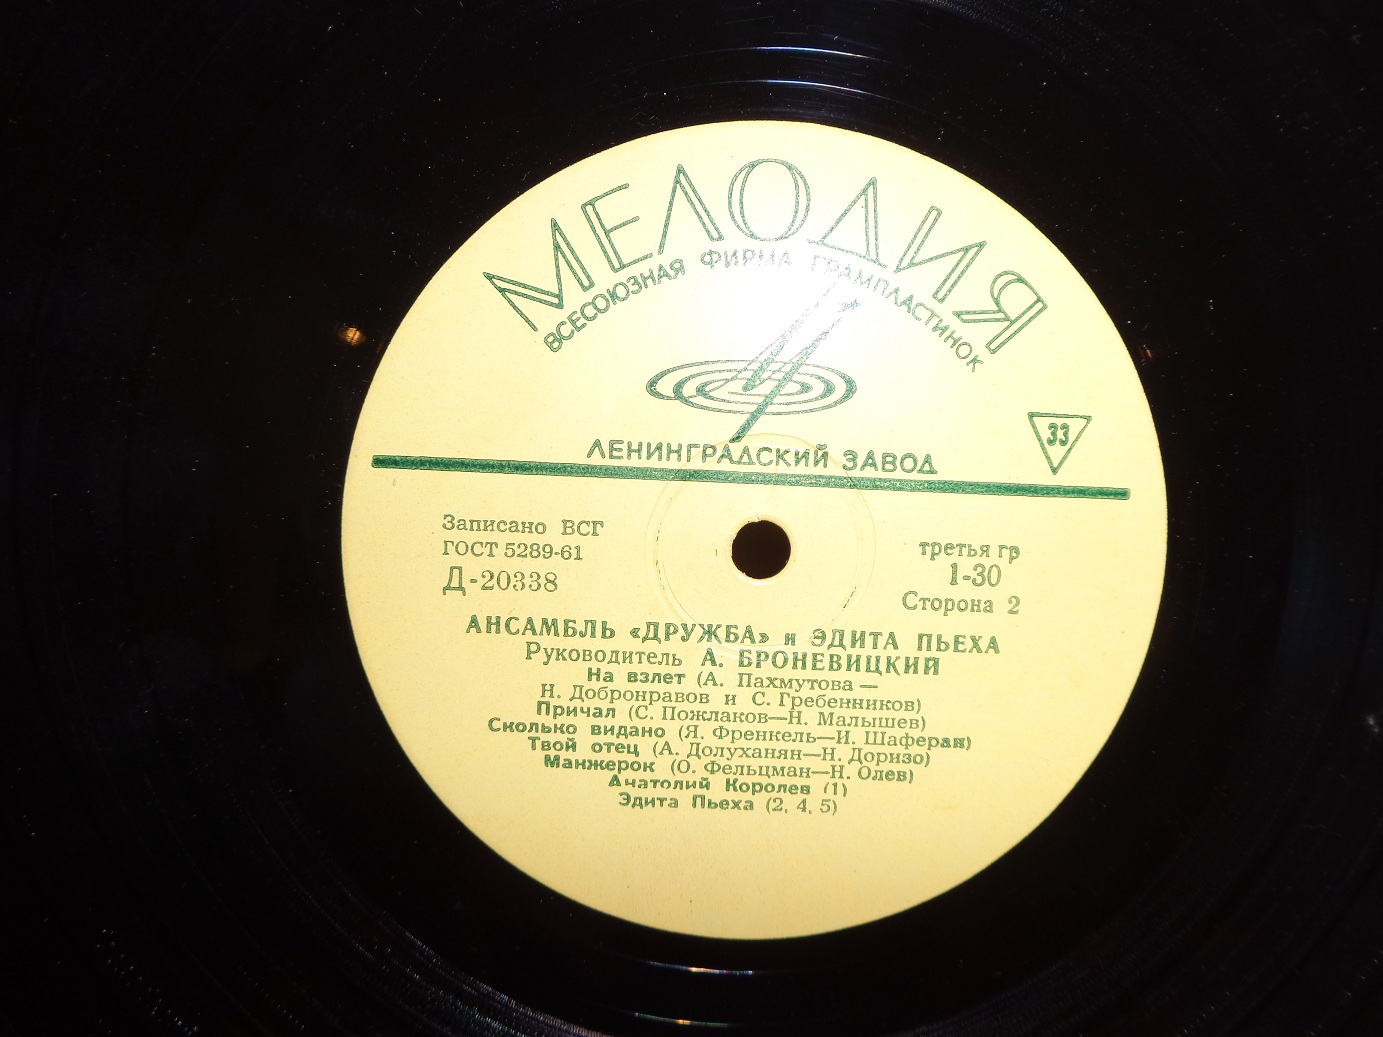 МЕЛОДИЯ
ВСЕСОЮЗНАЯ ФИРМА ГРАМПЛАСТИНОК
33
ЛЕНИНГРАДСКИЙ ЗАВОД
Записано ВСГ
ГОСТ 5289-61
Д-20338
третья гр
1-30
Сторона 2
АНСАМБЛЬ «ДРУЖБА» и ЭДИТА ПЬЕХА
Руководитель А. БРОНЕВИЦКИЙ
На взлет (А. Пахмутова—
Н. Добронравов и С. Гребенников)
Причал (С. Пожлаков—Н. Малышев)
Сколько видано (Я. Френкель—И. Шаферан)
Твой отец (А. Долуханян—Н. Доризо)
Манжерок (О. Фельцман—Н. Олев)
Анатолий Королев (1)
Эдита Пьеха (2, 4, 5)